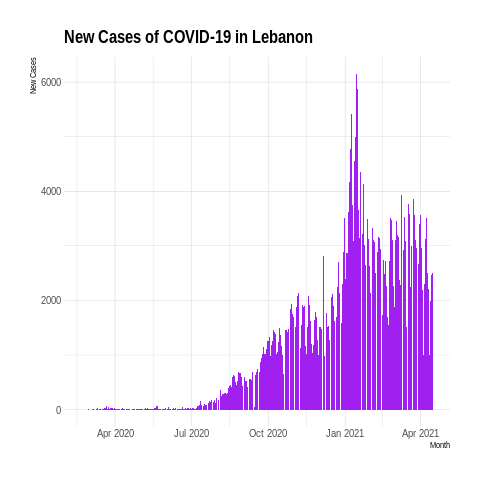 New Cases of COVID-19 in Lebanon
New Cases
6000
4000
2000
0
Apr 2020 Jul 2020 Oct 2020 Jan 2021 Apr 2021
Month